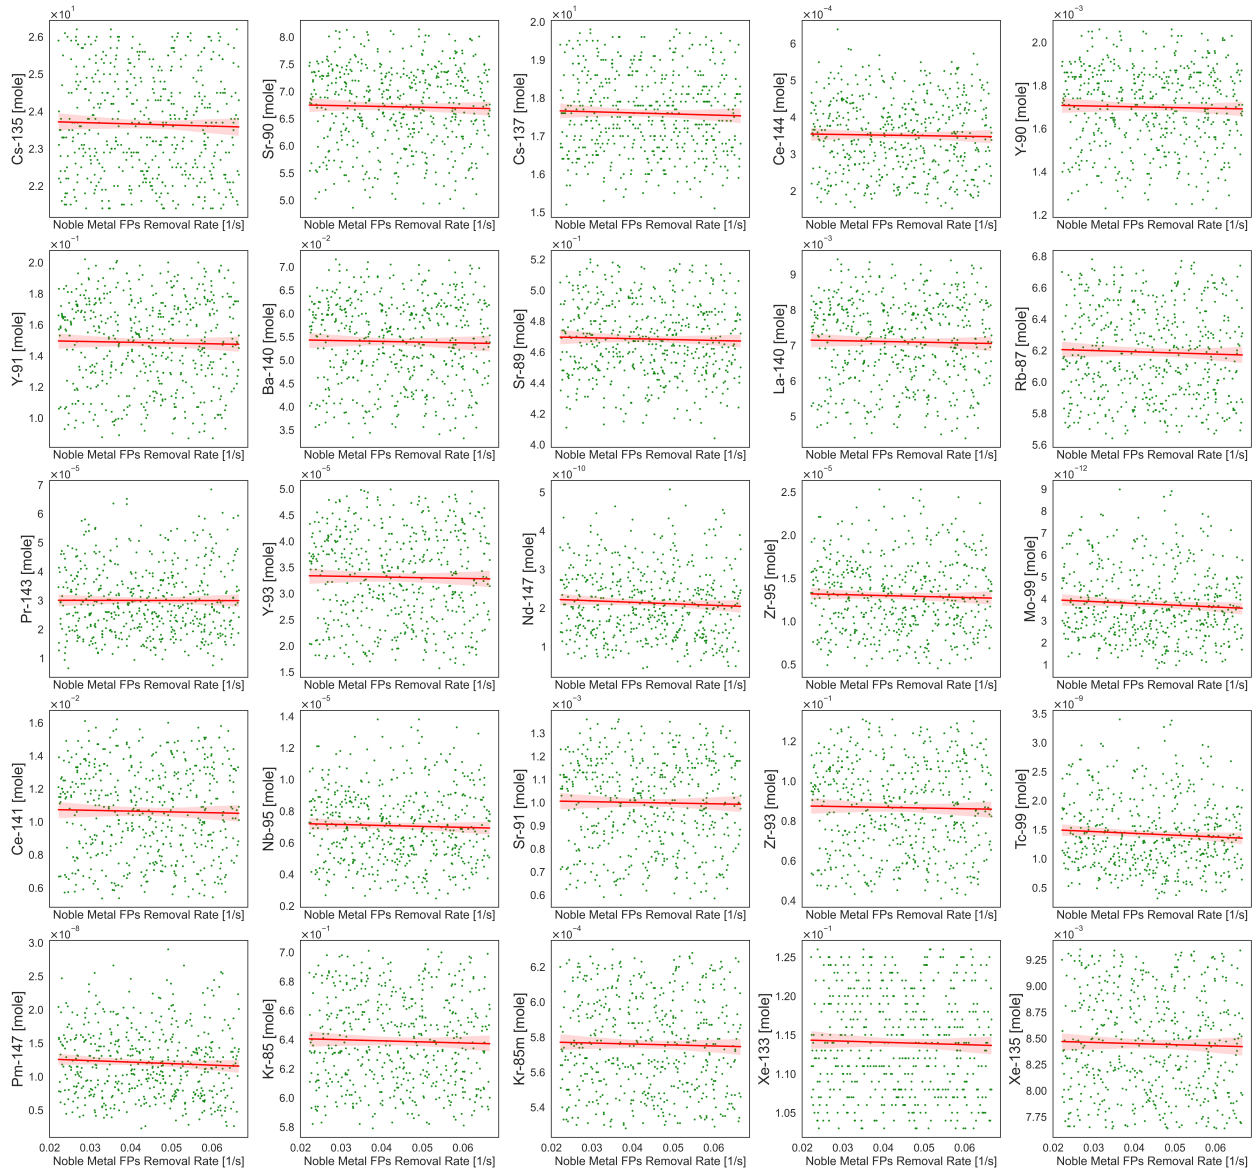 ×10¹ ×10¹ ×10⁻⁴ ×10⁻³
Cs-135 [mole] 2.6 2.5 2.4 2.3 2.2
Sr-90 [mole] 8.0 7.5 7.0 6.5 6.0 5.5 5.0
Cs-137 [mole] 2.0 1.9 1.8 1.7 1.6 1.5
Ce-144 [mole] 6 5 4 3 2
Y-90 [mole] 2.0 1.8 1.6 1.4 1.2
Noble Metal FPs Removal Rate [1/s] Noble Metal FPs Removal Rate [1/s] Noble Metal FPs Removal Rate [1/s] Noble Metal FPs Removal Rate [1/s] Noble Metal FPs Removal Rate [1/s]
×10⁻¹ ×10⁻² ×10⁻¹ ×10⁻³
Y-91 [mole] 2.0 1.8 1.6 1.4 1.2 1.0
Ba-140 [mole] 7.0 6.5 6.0 5.5 5.0 4.5 4.0 3.5
Sr-89 [mole] 5.2 5.0 4.8 4.6 4.4 4.2 4.0
La-140 [mole] 9 8 7 6 5
Rb-87 [mole] 6.8 6.6 6.4 6.2 6.0 5.8 5.6
Noble Metal FPs Removal Rate [1/s] Noble Metal FPs Removal Rate [1/s] Noble Metal FPs Removal Rate [1/s] Noble Metal FPs Removal Rate [1/s] Noble Metal FPs Removal Rate [1/s]
×10⁻⁵ ×10⁻⁵ ×10⁻¹⁰ ×10⁻⁵ ×10⁻¹²
Pr-143 [mole] 7 6 5 4 3 2 1
Y-93 [mole] 5.0 4.5 4.0 3.5 3.0 2.5 2.0 1.5
Nd-147 [mole] 5 4 3 2 1
Zr-95 [mole] 2.5 2.0 1.5 1.0 0.5
Mo-99 [mole] 9 8 7 6 5 4 3 2 1
Noble Metal FPs Removal Rate [1/s] Noble Metal FPs Removal Rate [1/s] Noble Metal FPs Removal Rate [1/s] Noble Metal FPs Removal Rate [1/s] Noble Metal FPs Removal Rate [1/s]
×10⁻² ×10⁻⁵ ×10⁻³ ×10⁻¹ ×10⁻⁹
Ce-141 [mole] 1.6 1.4 1.2 1.0 0.8 0.6
Nb-95 [mole] 1.4 1.2 1.0 0.8 0.6 0.4 0.2
Sr-91 [mole] 1.3 1.2 1.1 1.0 0.9 0.8 0.7 0.6
Zr-93 [mole] 1.2 1.0 0.8 0.6 0.4
Tc-99 [mole] 3.5 3.0 2.5 2.0 1.5 1.0 0.5
Noble Metal FPs Removal Rate [1/s] Noble Metal FPs Removal Rate [1/s] Noble Metal FPs Removal Rate [1/s] Noble Metal FPs Removal Rate [1/s] Noble Metal FPs Removal Rate [1/s]
×10⁻⁸ ×10⁻¹ ×10⁻⁴ ×10⁻¹ ×10⁻³
Pm-147 [mole] 3.0 2.5 2.0 1.5 1.0 0.5
Kr-85 [mole] 7.0 6.8 6.6 6.4 6.2 6.0 5.8
Kr-85m [mole] 6.2 6.0 5.8 5.6 5.4
Xe-133 [mole] 1.25 1.20 1.15 1.10 1.05
Xe-135 [mole] 9.25 9.00 8.75 8.50 8.25 8.00 7.75
0.02 0.03 0.04 0.05 0.06 0.03 0.04 0.05 0.06 0.03 0.04 0.05 0.06 0.03 0.04 0.05 0.06 0.03 0.04 0.05 0.06
Noble Metal FPs Removal Rate [1/s] Noble Metal FPs Removal Rate [1/s] Noble Metal FPs Removal Rate [1/s] Noble Metal FPs Removal Rate [1/s] Noble Metal FPs Removal Rate [1/s]